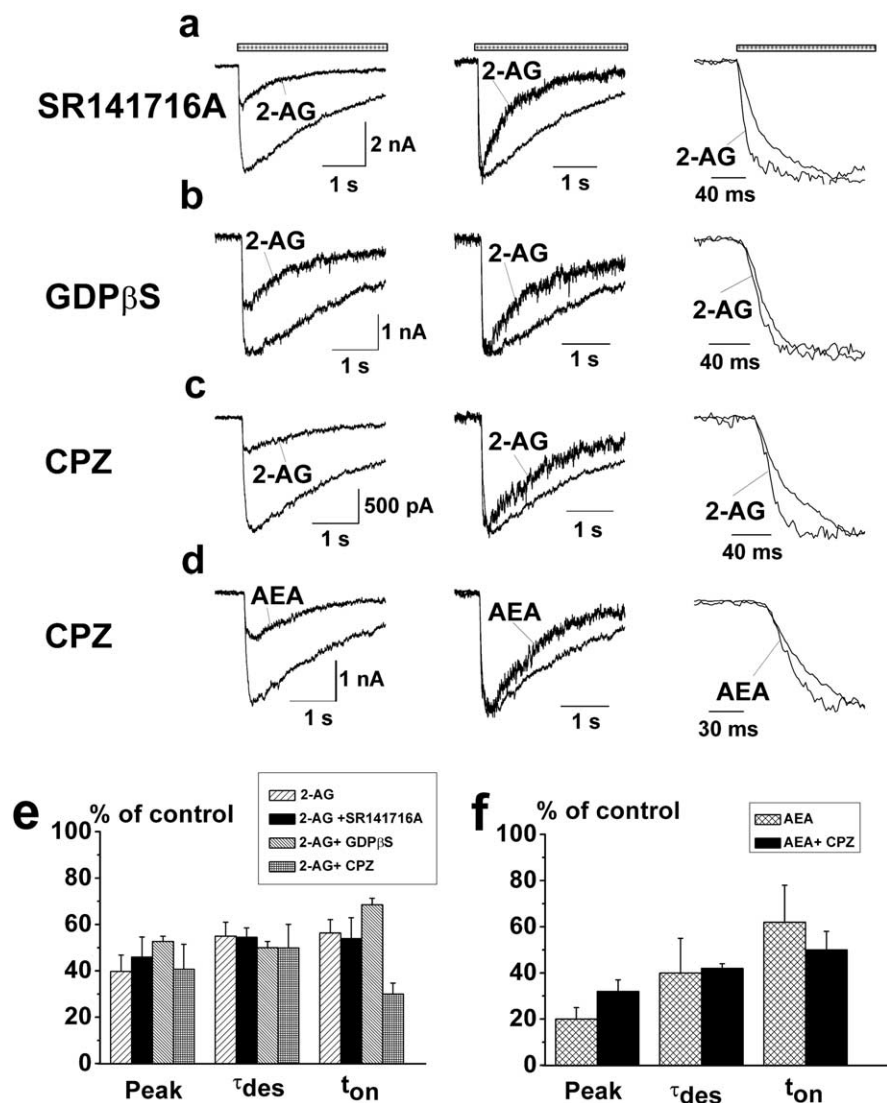 a
SR141716A
2-AG
2 nA
1 s
2-AG
1 s
2-AG
40 ms
b
GDPβS
2-AG
1 nA
1 s
2-AG
1 s
2-AG
40 ms
c
CPZ
2-AG
500 pA
1 s
2-AG
1 s
2-AG
40 ms
d
CPZ
AEA
1 nA
1 s
AEA
1 s
AEA
30 ms
e
% of control
2-AG
2-AG +SR141716A
2-AG+ GDPβS
2-AG+ CPZ
100
80
60
40
20
0
Peak τdes ton
f
% of control
AEA
AEA+ CPZ
100
80
60
40
20
0
Peak τdes ton